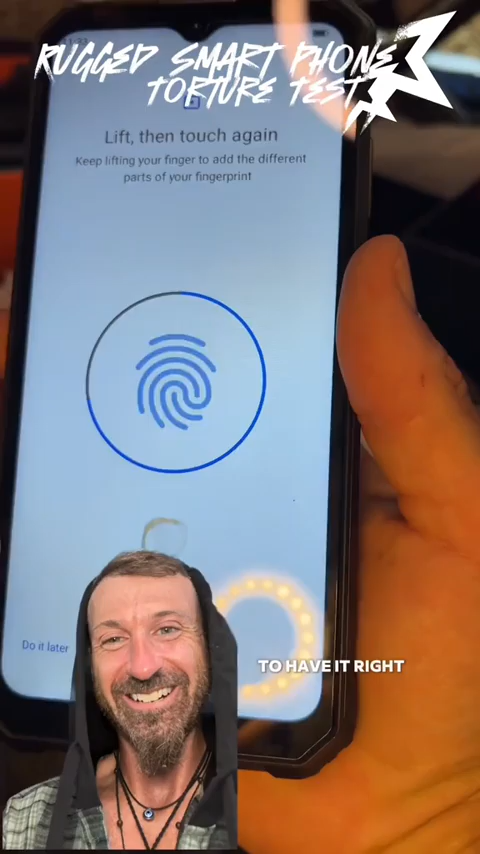 RUGGED SMART PHONE
TORTURE TEST
Lift, then touch again
Keep lifting your finger to add the different
parts of your fingerprint
Do it later
TO HAVE IT RIGHT